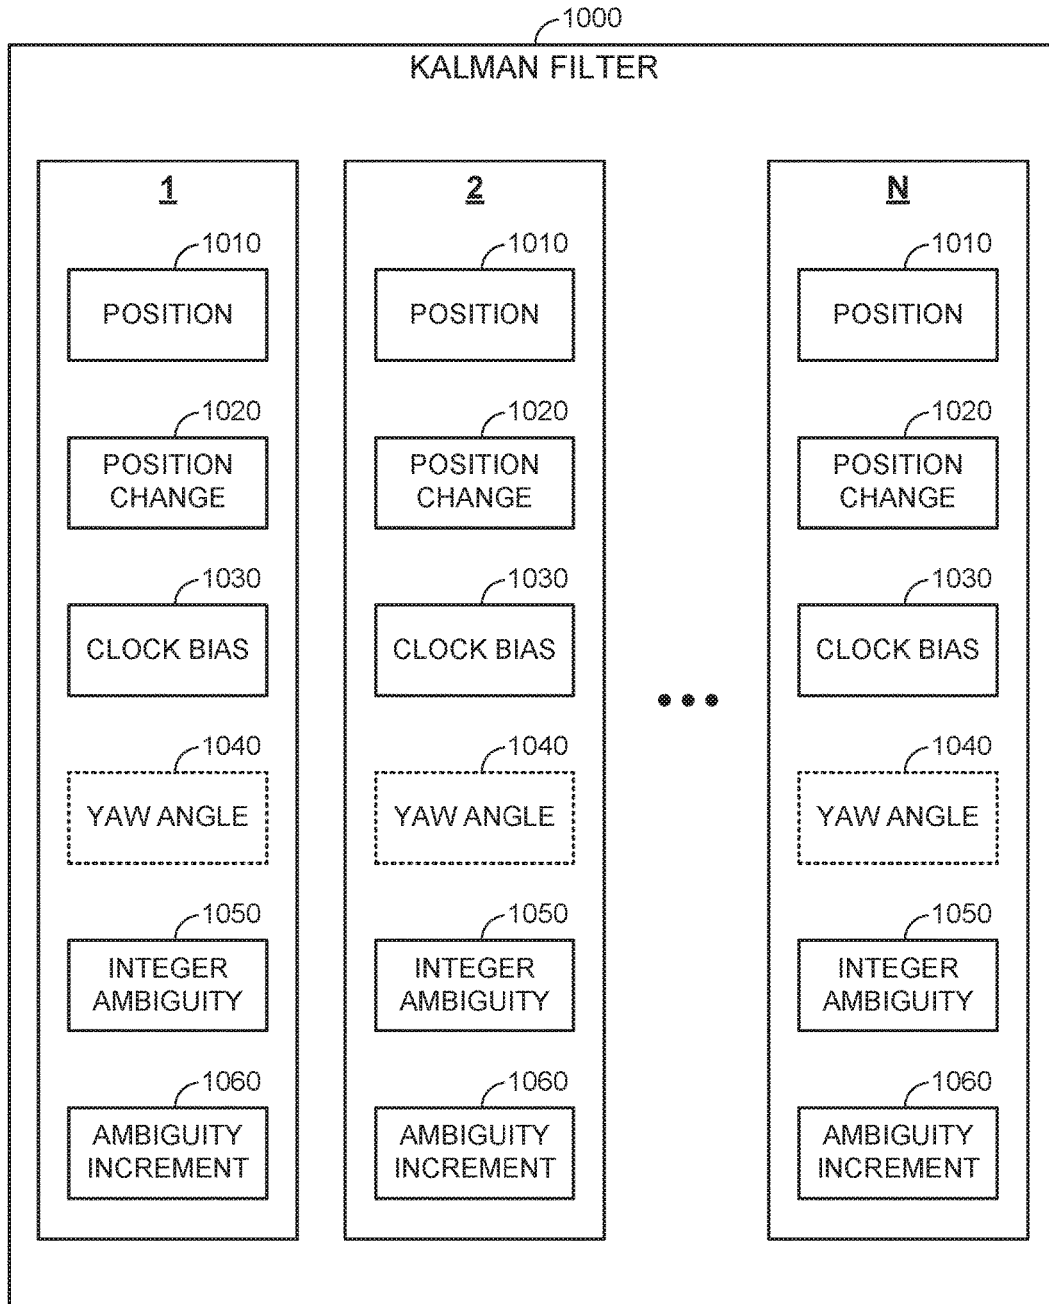 1000
KALMAN FILTER
1
1010
POSITION
1020
POSITION
CHANGE
1030
CLOCK BIAS
1040
YAW ANGLE
1050
INTEGER
AMBIGUITY
1060
AMBIGUITY
INCREMENT
2
1010
POSITION
1020
POSITION
CHANGE
1030
CLOCK BIAS
1040
YAW ANGLE
1050
INTEGER
AMBIGUITY
1060
AMBIGUITY
INCREMENT
•••
N
1010
POSITION
1020
POSITION
CHANGE
1030
CLOCK BIAS
1040
YAW ANGLE
1050
INTEGER
AMBIGUITY
1060
AMBIGUITY
INCREMENT